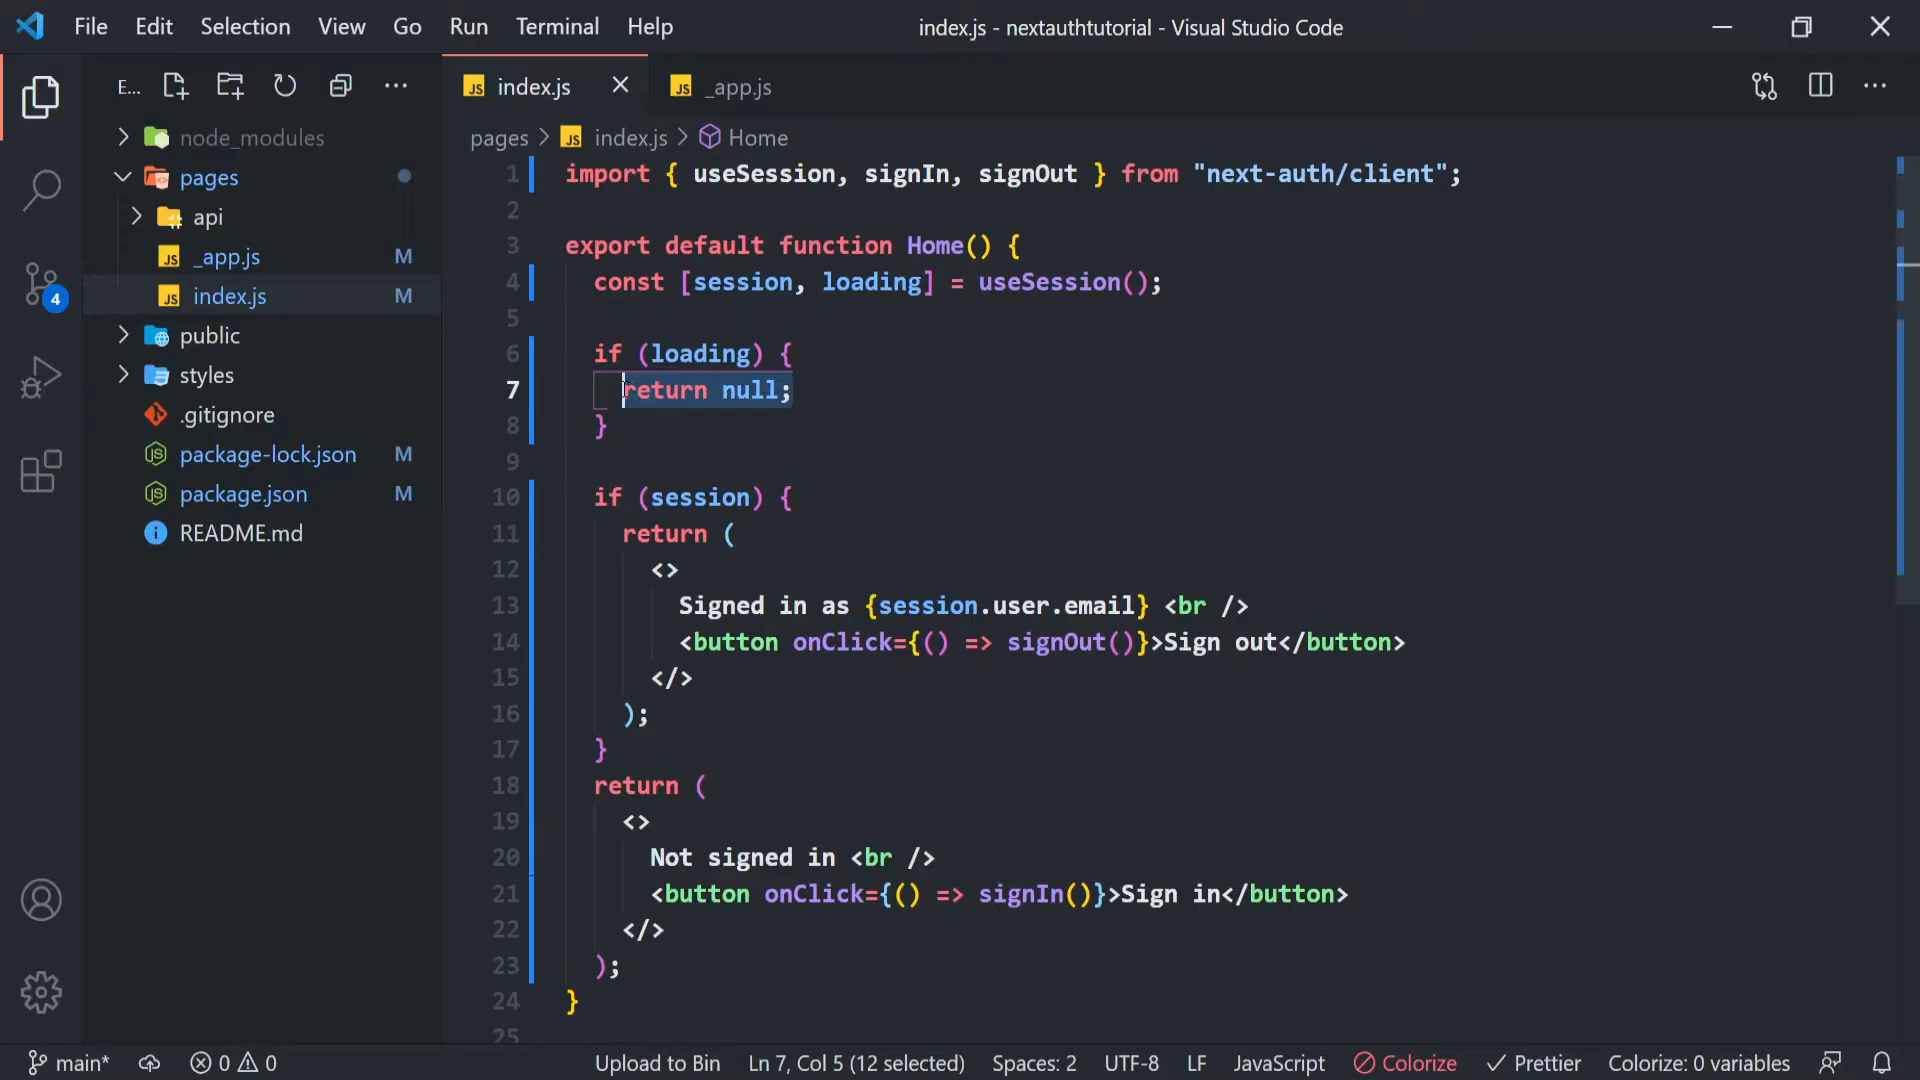 File Edit Selection View Go Run Terminal Help
index.js - nextauthtutorial - Visual Studio Code
E...
JS index.js
JS _app.js
pages > JS index.js > Home
node_modules
pages
api
JS _app.js M
JS index.js M
public
styles
.gitignore
package-lock.json M
package.json M
README.md
4
1 import { useSession, signIn, signOut } from "next-auth/client";
2
3 export default function Home() {
4 const [session, loading] = useSession();
5
6 if (loading) {
7 return null;
8 }
9
10 if (session) {
11 return (
12 <>
13 Signed in as {session.user.email} <br />
14 <button onClick={() => signOut()}>Sign out</button>
15 </>
16 );
17 }
18 return (
19 <>
20 Not signed in <br />
21 <button onClick={() => signIn()}>Sign in</button>
22 </>
23 );
24 }
25
main* 0 0 Upload to Bin Ln 7, Col 5 (12 selected) Spaces: 2 UTF-8 LF JavaScript Colorize Prettier Colorize: 0 variables